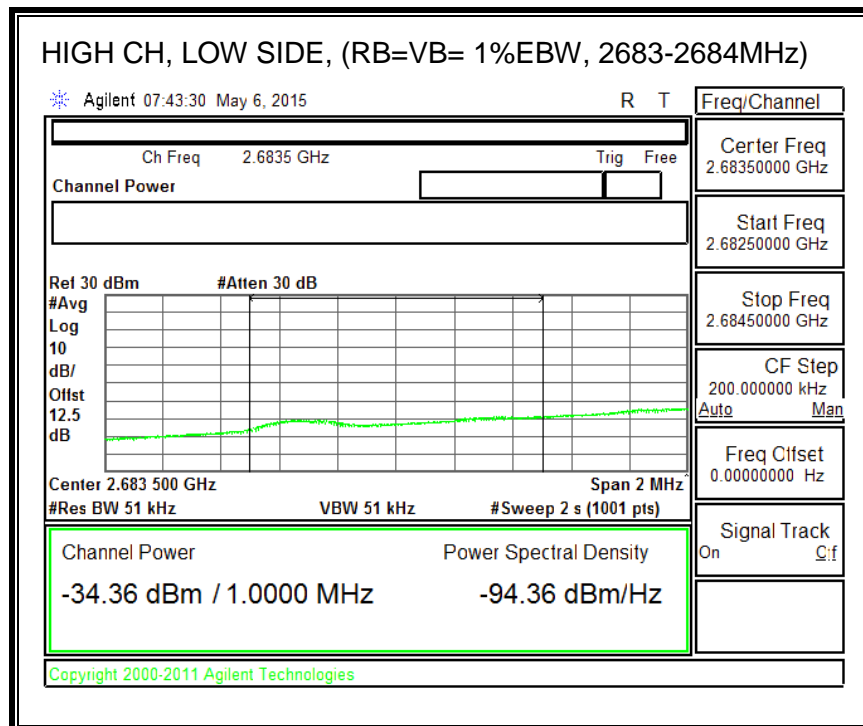 HIGH CH, LOW SIDE, (RB=VB= 1%EBW, 2683-2684MHz)
Agilent 07:43:30 May 6, 2015 R T
Freq/Channel
Ch Freq 2.6835 GHz Trig Free
Channel Power
Center Freq
2.68350000 GHz
Start Freq
2.68250000 GHz
Stop Freq
2.68450000 GHz
CF Step
200.000000 kHz
Auto Man
Freq Offset
0.00000000 Hz
Signal Track
On Off
Ref 30 dBm #Atten 30 dB
#Avg
Log
10
dB/
Offst
12.5
dB
Center 2.683 500 GHz Span 2 MHz
#Res BW 51 kHz VBW 51 kHz #Sweep 2 s (1001 pts)
Channel Power Power Spectral Density
-34.36 dBm / 1.0000 MHz -94.36 dBm/Hz
Copyright 2000-2011 Agilent Technologies